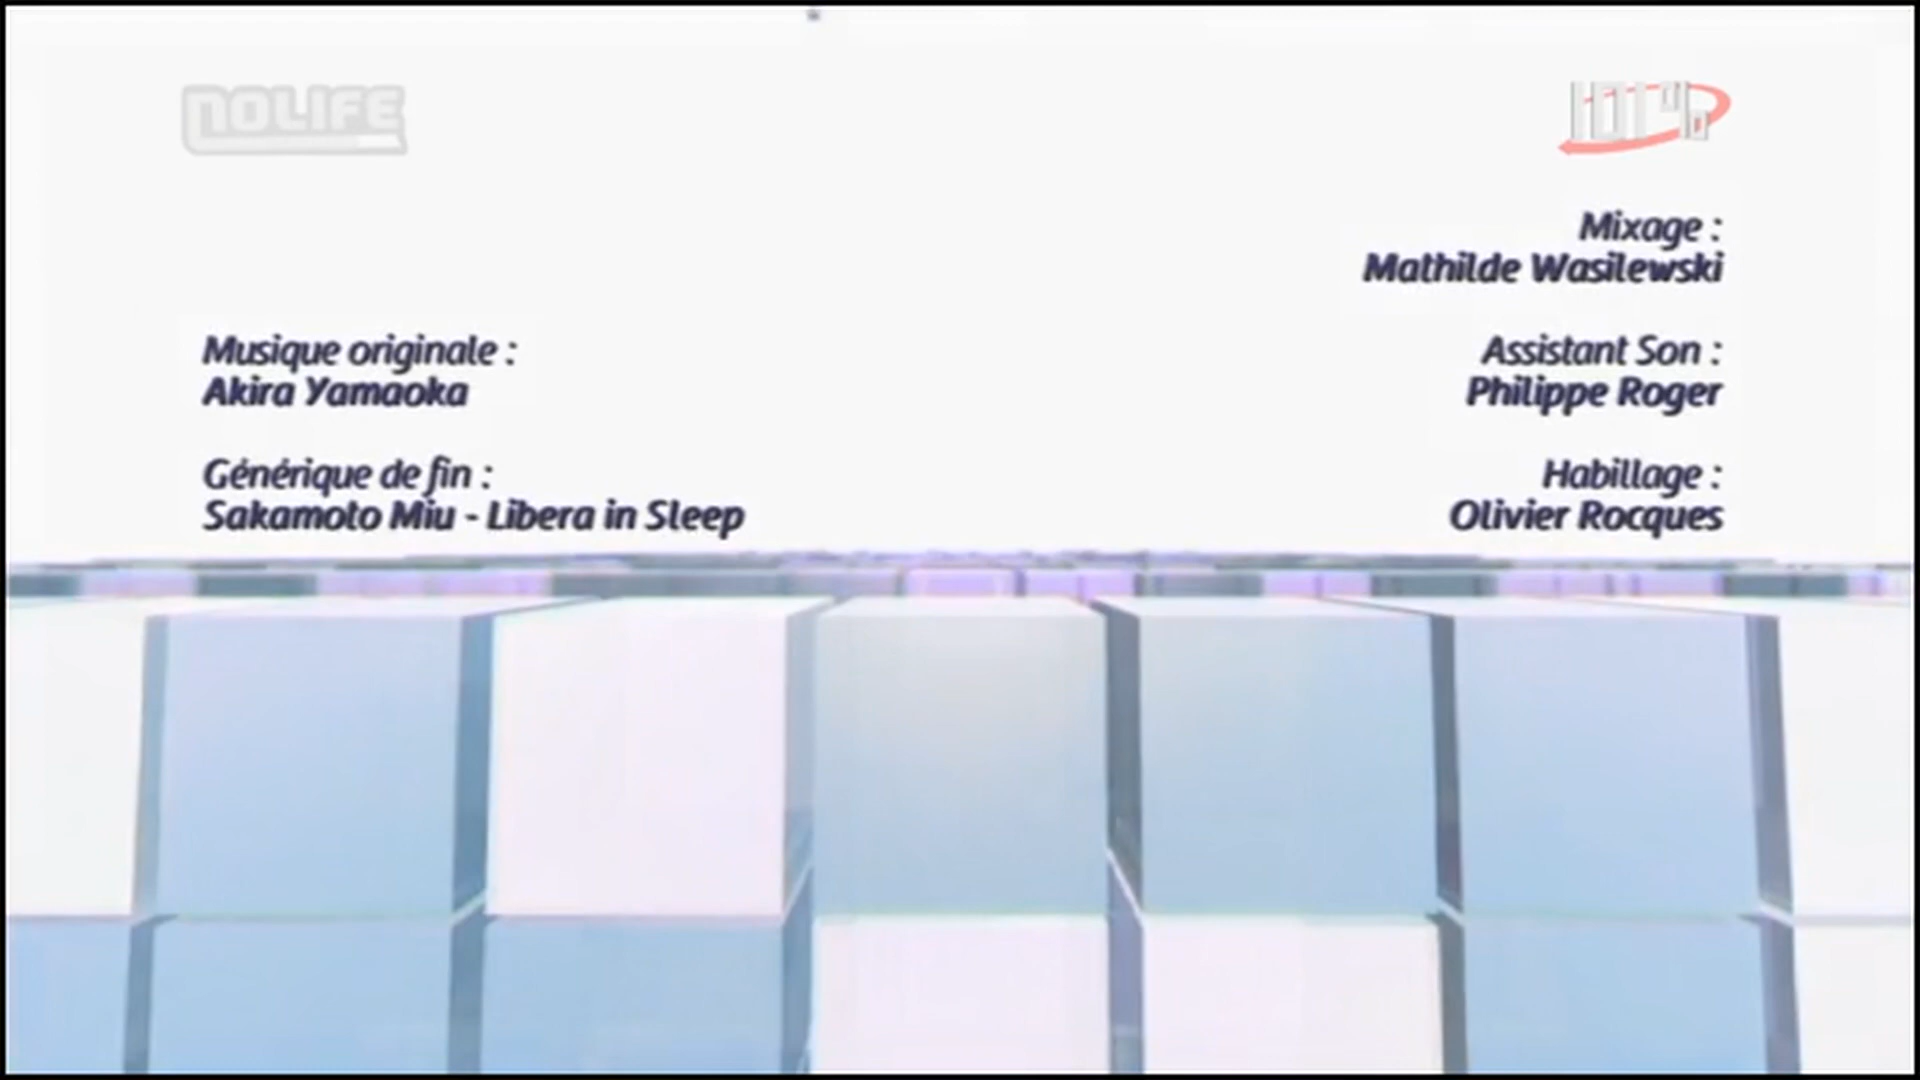 NOLIFE
101%
Mixage :
Mathilde Wasilewski
Musique originale :
Akira Yamaoka
Assistant Son :
Philippe Roger
Générique de fin :
Sakamoto Miu - Libera in Sleep
Habillage :
Olivier Rocques